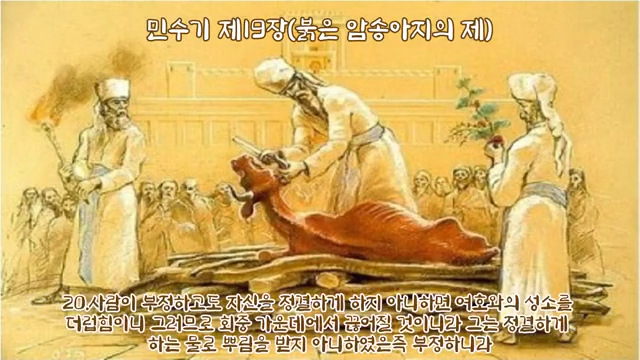 민수기 제19장(붉은 암송아지의 제)
20.사람이 부정하고도 자신을 정결하게 하지 아니하면 여호와의 성소를
더럽힘이니 그러므로 회중 가운데에서 끊어질 것이니라 그는 정결하게
하는 물로 뿌림을 받지 아니하였은즉 부정하니라